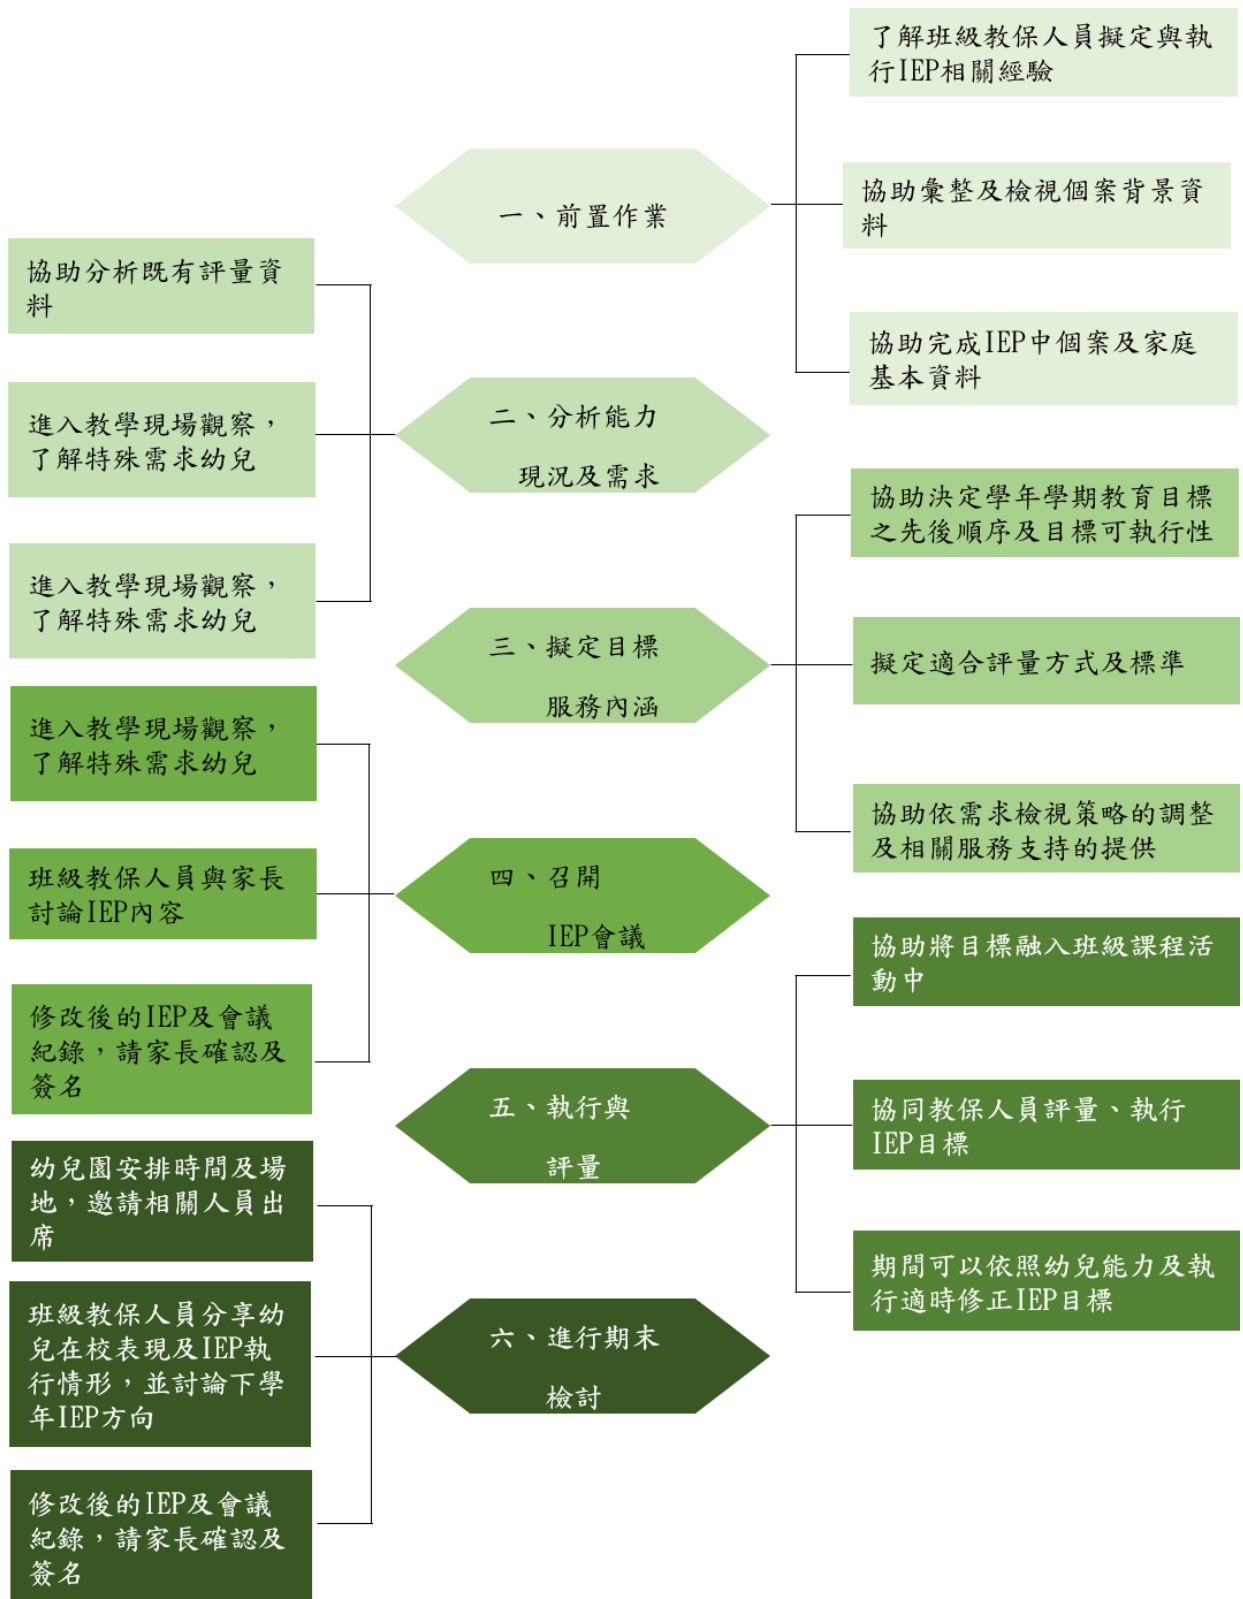 一、前置作業
了解班級教保人員擬定與執
行IEP相關經驗
協助彙整及檢視個案背景資
料
協助完成IEP中個案及家庭
基本資料
二、分析能力
現況及需求
協助分析既有評量資
料
進入教學現場觀察，
了解特殊需求幼兒
進入教學現場觀察，
了解特殊需求幼兒
三、擬定目標
服務內涵
協助決定學年學期教育目標
之先後順序及目標可執行性
擬定適合評量方式及標準
協助依需求檢視策略的調整
及相關服務支持的提供
四、召開
IEP會議
進入教學現場觀察，
了解特殊需求幼兒
班級教保人員與家長
討論IEP內容
修改後的IEP及會議
紀錄，請家長確認及
簽名
五、執行與
評量
協助將目標融入班級課程活
動中
協同教保人員評量、執行
IEP目標
期間可以依照幼兒能力及執
行適時修正IEP目標
六、進行期末
檢討
幼兒園安排時間及場
地，邀請相關人員出
席
班級教保人員分享幼
兒在校表現及IEP執
行情形，並討論下學
年IEP方向
修改後的IEP及會議
紀錄，請家長確認及
簽名